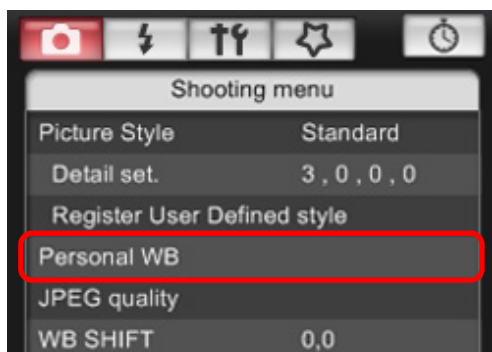 Shooting menu
Picture Style Standard
Detail set. 3 , 0 , 0 , 0
Register User Defined style
Personal WB
JPEG quality
WB SHIFT 0,0